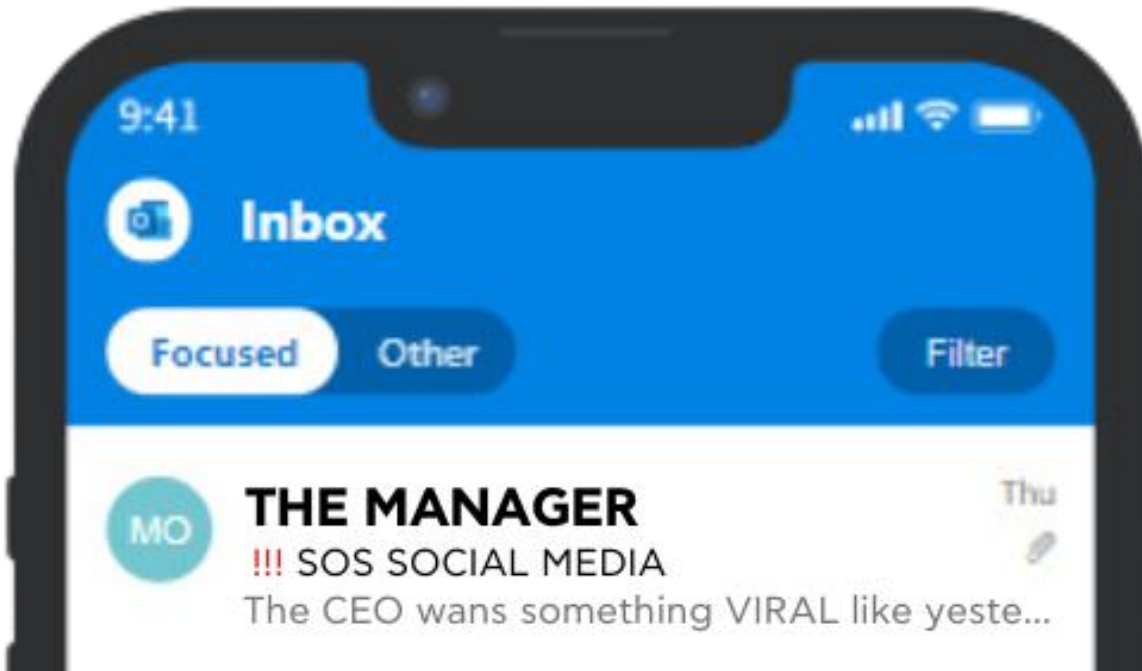 9:41
Inbox
Focused Other Filter
MO THE MANAGER Thu
!!! SOS SOCIAL MEDIA
The CEO wans something VIRAL like yeste...